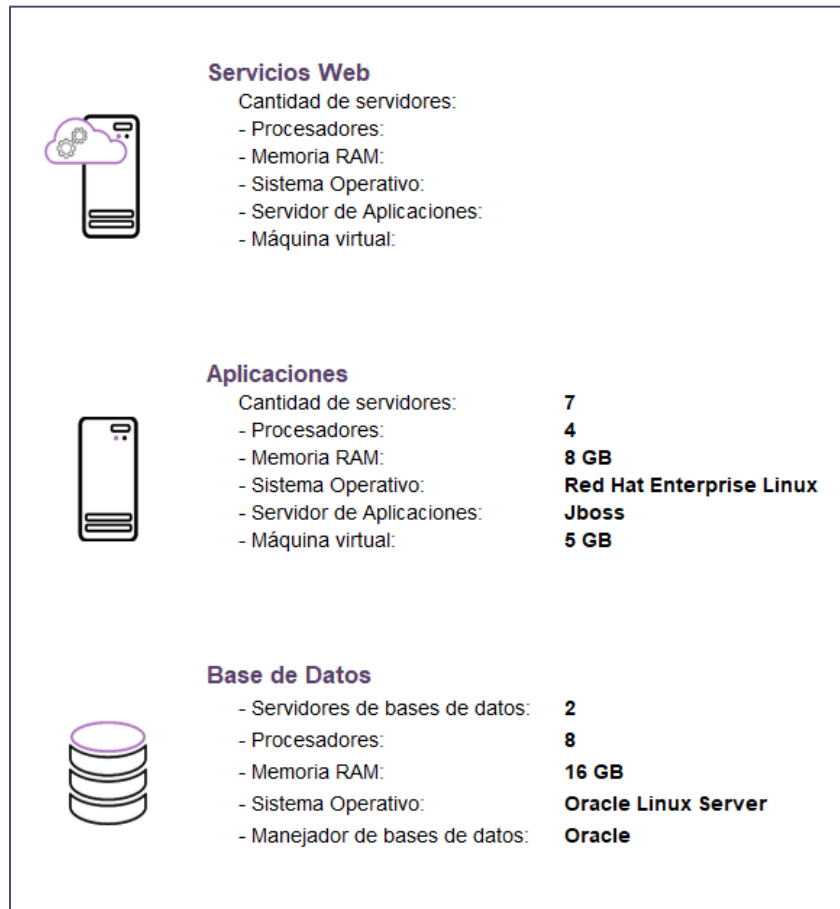 Servicios Web
Cantidad de servidores:
- Procesadores:
- Memoria RAM:
- Sistema Operativo:
- Servidor de Aplicaciones:
- Máquina virtual:
Aplicaciones
Cantidad de servidores: 7
- Procesadores: 4
- Memoria RAM: 8 GB
- Sistema Operativo: Red Hat Enterprise Linux
- Servidor de Aplicaciones: Jboss
- Máquina virtual: 5 GB
Base de Datos
- Servidores de bases de datos: 2
- Procesadores: 8
- Memoria RAM: 16 GB
- Sistema Operativo: Oracle Linux Server
- Manejador de bases de datos: Oracle